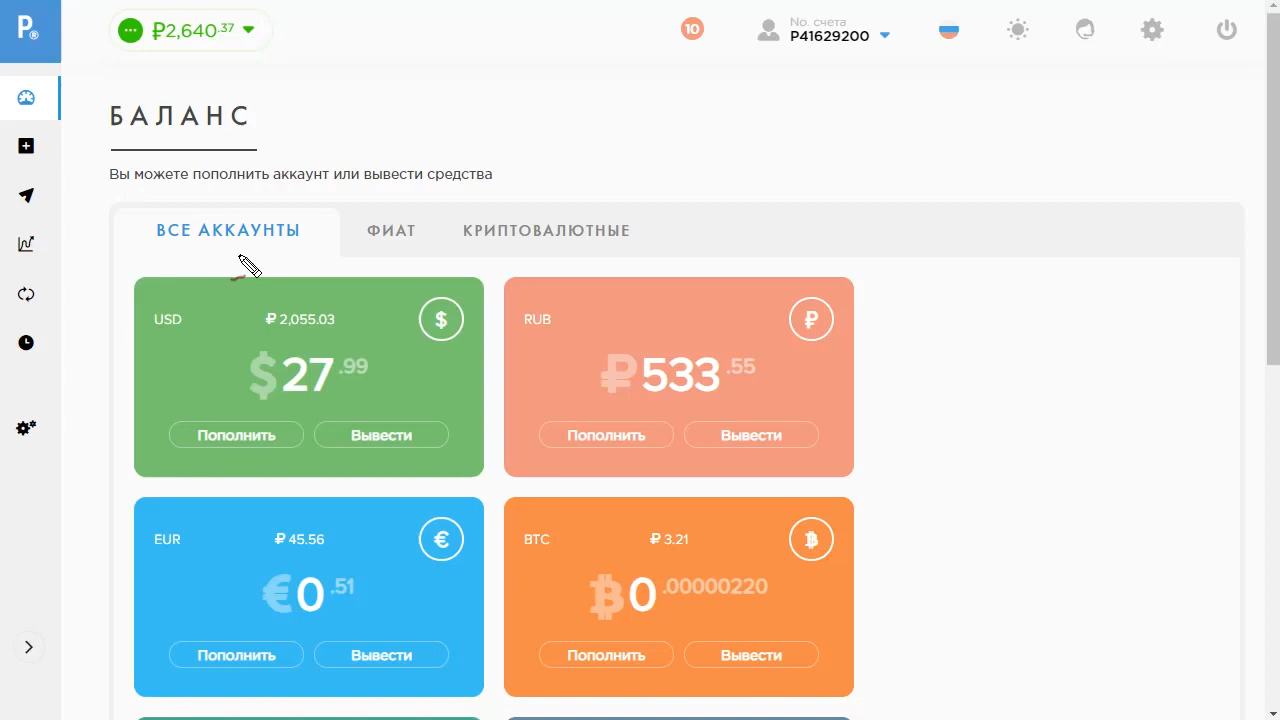 P®
₽2,640.37
10
No. счета
P41629200
БАЛАНС
Вы можете пополнить аккаунт или вывести средства
ВСЕ АККАУНТЫ ФИАТ КРИПТОВАЛЮТНЫЕ
USD ₽ 2,055.03 $
$27.99
Пополнить Вывести
RUB ₽
₽533.55
Пополнить Вывести
EUR ₽ 45.56 €
€0.51
Пополнить Вывести
BTC ₽ 3.21 ₿
₿0.00000220
Пополнить Вывести